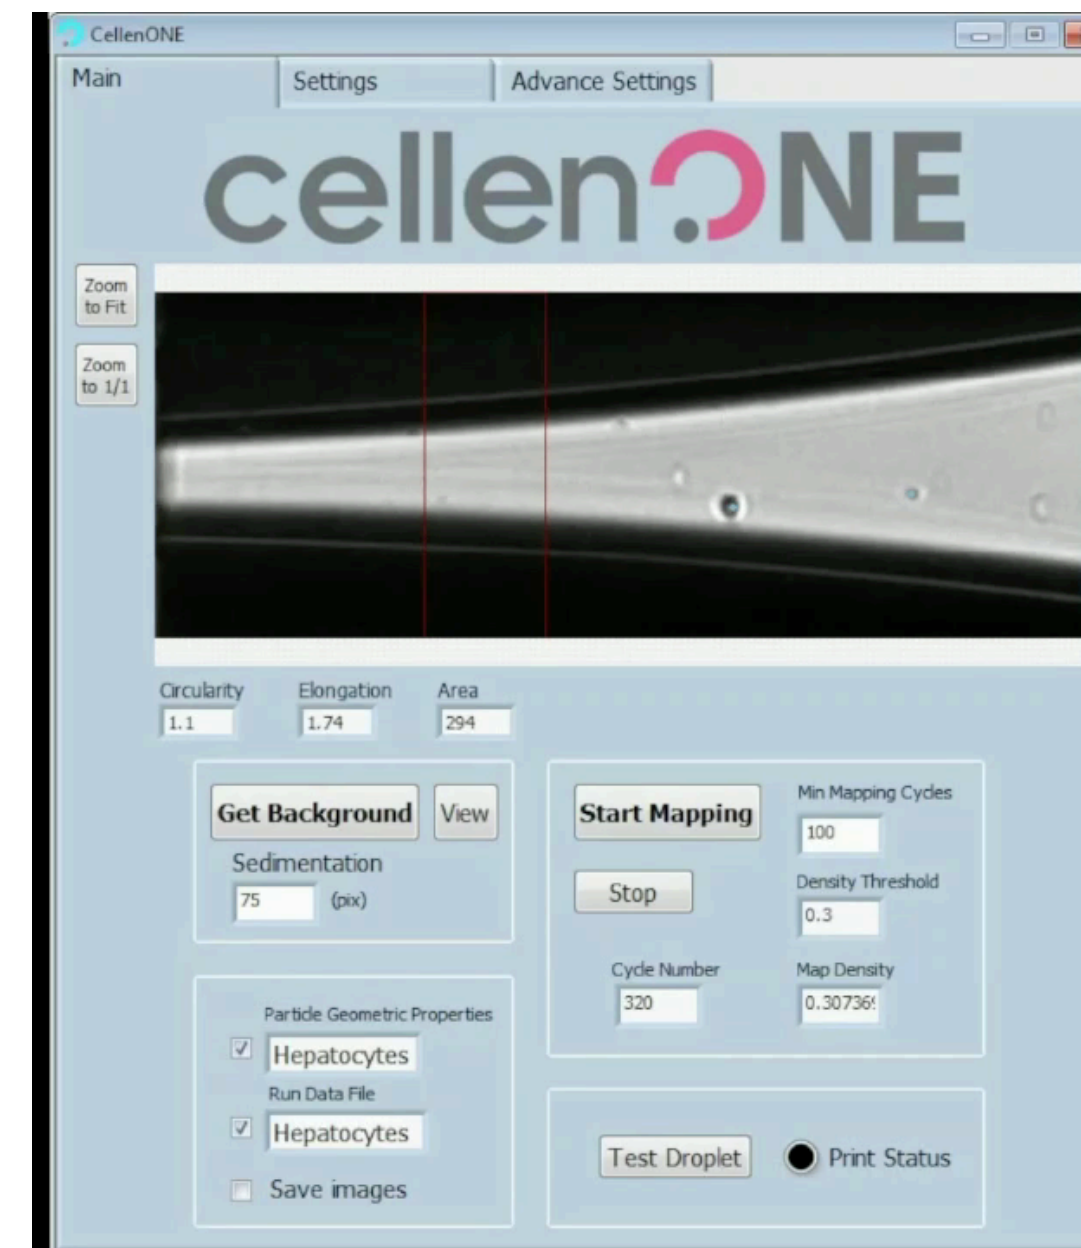 CellenONE
Main
Settings
Advance Settings
cellenONE
Zoom
to Fit
Zoom
to 1/1
Circularity
Elongation
Area
1.1
1.74
294
Get Background
View
Sedimentation
75
(pix)
Start Mapping
Stop
Min Mapping Cycles
100
Density Threshold
0.3
Cycle Number
320
Map Density
0.307369
Particle Geometric Properties
Hepatocytes
Run Data File
Hepatocytes
Save images
Test Droplet
Print Status